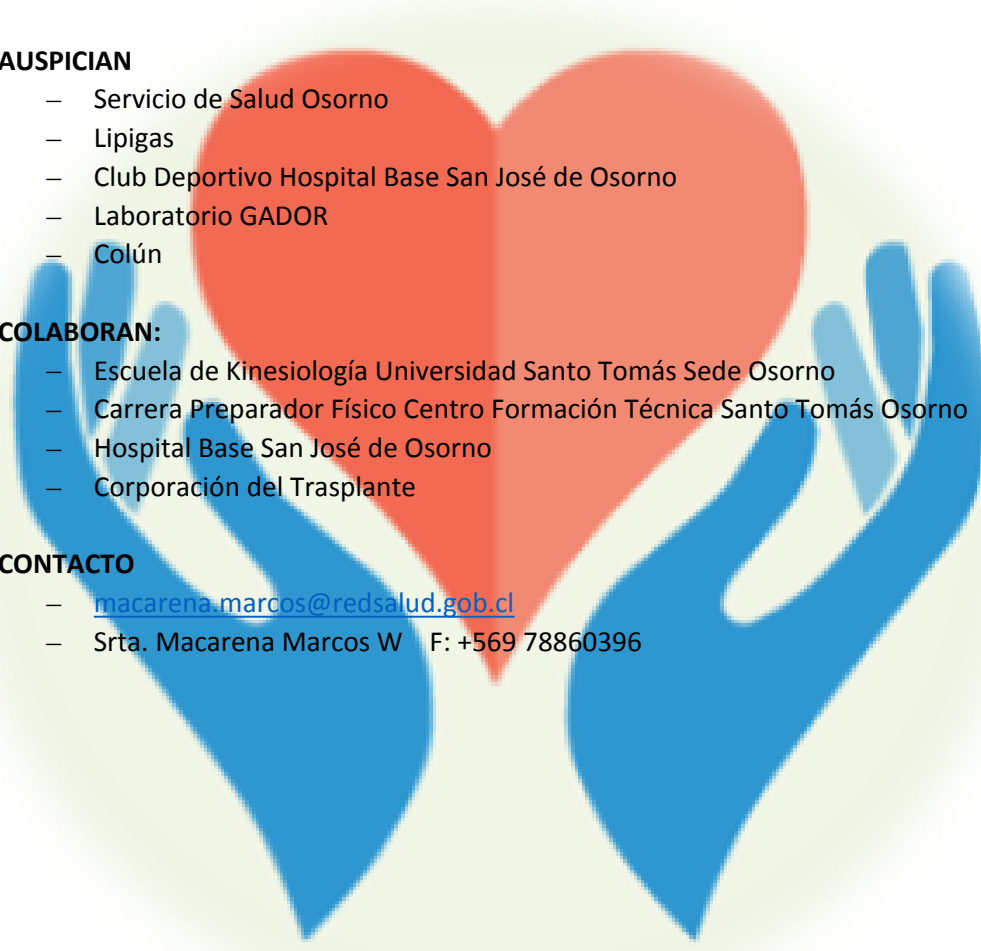 AUSPICIAN
– Servicio de Salud Osorno
– Lipigas
– Club Deportivo Hospital Base San José de Osorno
– Laboratorio GADOR
– Colún
COLABORAN:
– Escuela de Kinesiología Universidad Santo Tomás Sede Osorno
– Carrera Preparador Físico Centro Formación Técnica Santo Tomás Osorno
– Hospital Base San José de Osorno
– Corporación del Trasplante
CONTACTO
– macarena.marcos@redsalud.gob.cl
– Srta. Macarena Marcos W F: +569 78860396